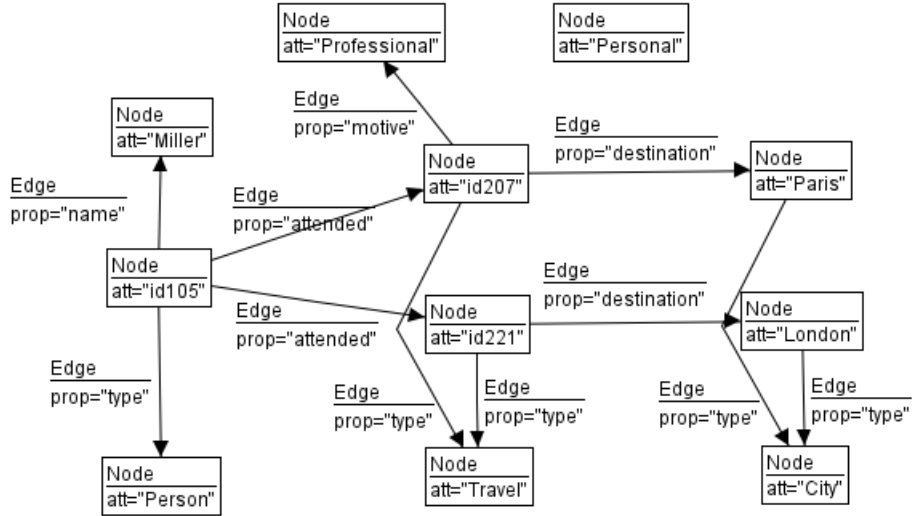 Node
att="Professional"
Node
att="Personal"
Edge
prop="motive"
Node
att="Miller"
Edge
prop="destination"
Node
att="id207"
Node
att="Paris"
Edge
prop="name"
Edge
prop="attended"
Node
att="id105"
Edge
prop="destination"
Edge
prop="attended"
Node
att="id221"
Node
att="London"
Edge
prop="type"
Edge
prop="type"
Edge
prop="type"
Edge
prop="type"
Edge
prop="type"
Node
att="Person"
Node
att="Travel"
Node
att="City"